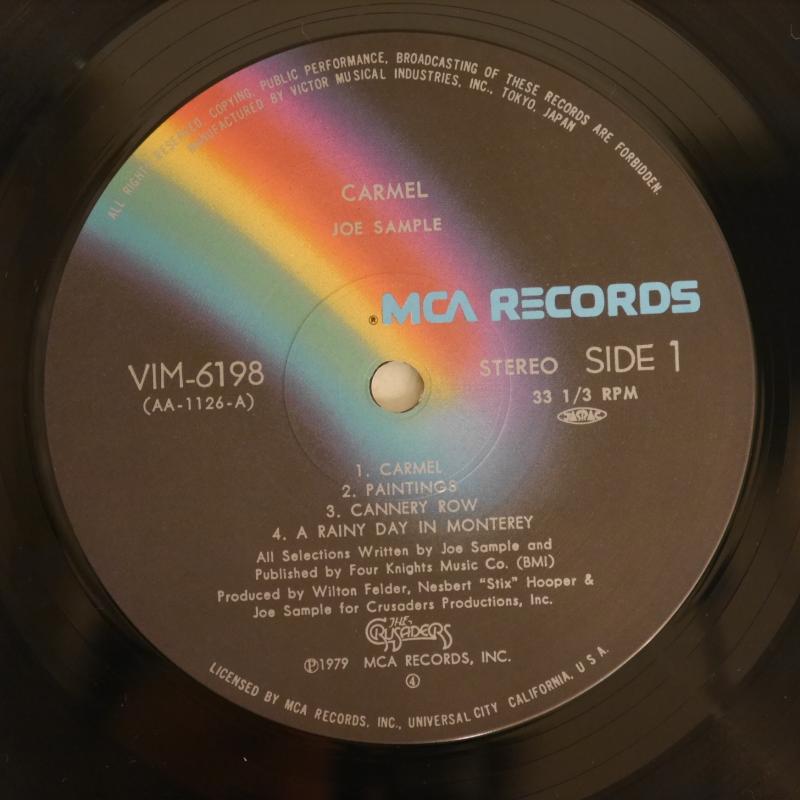 ALL RIGHTS RESERVED. COPYING, PUBLIC PERFORMANCE, BROADCASTING OF THESE RECORDS ARE FORBIDDEN.
MANUFACTURED BY VICTOR MUSICAL INDUSTRIES, INC., TOKYO, JAPAN
CARMEL
JOE SAMPLE
®MCA RECORDS
VIM-6198
(AA-1126-A)
STEREO SIDE 1
33 1/3 RPM
JASRAC
1. CARMEL
2. PAINTINGS
3. CANNERY ROW
4. A RAINY DAY IN MONTEREY
All Selections Written by Joe Sample and
Published by Four Knights Music Co. (BMI)
Produced by Wilton Felder, Nesbert "Stix" Hooper &
Joe Sample for Crusaders Productions, Inc.
THE
CRUSADERS
℗1979 MCA RECORDS, INC.
④
LICENSED BY MCA RECORDS, INC., UNIVERSAL CITY CALIFORNIA, U.S.A.